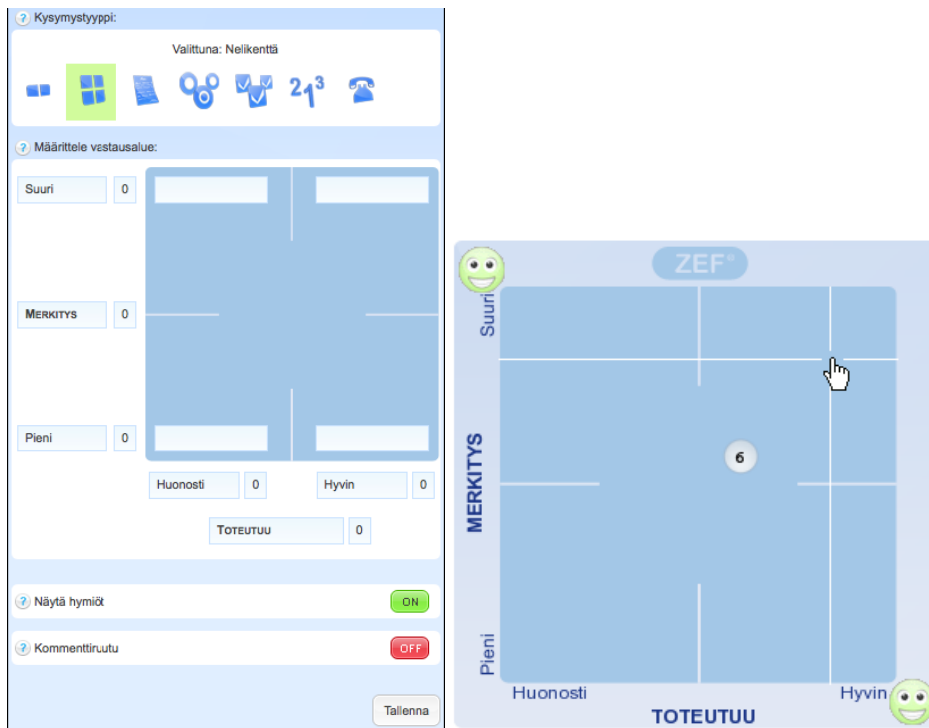 ? Kysymystyyppi:
Valittuna: Nelikenttä
2 1 3
? Määrittele vastausalue:
Suuri 0
MERKITYS 0
Pieni 0
Huonosti 0 Hyvin 0
TOTEUTUU 0
? Näytä hymiöt ON
? Kommenttiruutu OFF
Tallenna
ZEF®
Suuri
MERKITYS
6
Pieni
Huonosti Hyvin
TOTEUTUU